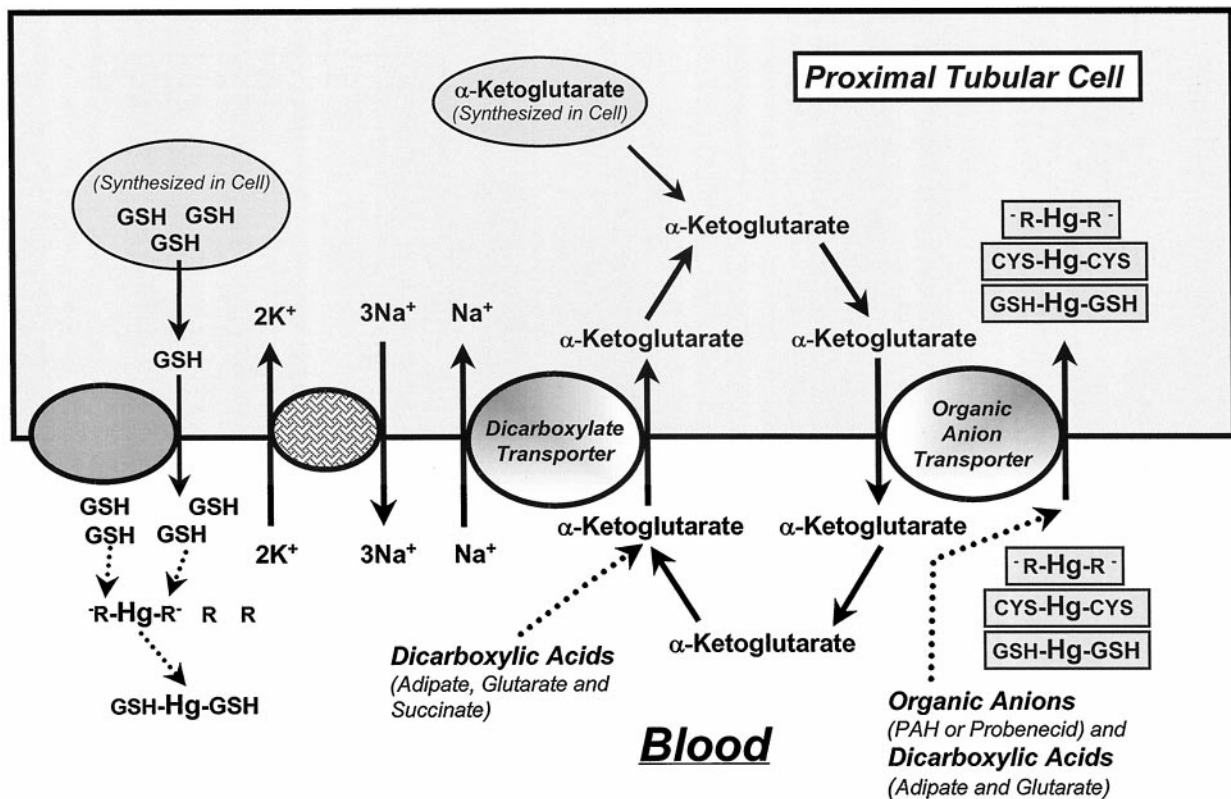 α-Ketoglutarate
(Synthesized in Cell)
Proximal Tubular Cell
(Synthesized in Cell)
GSH GSH
GSH
α-Ketoglutarate
⁻R-Hg-R⁻
CYS-Hg-CYS
GSH-Hg-GSH
2K⁺ 3Na⁺ Na⁺
α-Ketoglutarate α-Ketoglutarate
GSH
Dicarboxylate
Transporter
Organic
Anion
Transporter
GSH GSH
GSH GSH
2K⁺ 3Na⁺ Na⁺
α-Ketoglutarate α-Ketoglutarate
⁻R-Hg-R⁻ R R
GSH-Hg-GSH
⁻R-Hg-R⁻
CYS-Hg-CYS
GSH-Hg-GSH
α-Ketoglutarate
Dicarboxylic Acids
(Adipate, Glutarate and
Succinate)
Blood
Organic Anions
(PAH or Probenecid) and
Dicarboxylic Acids
(Adipate and Glutarate)